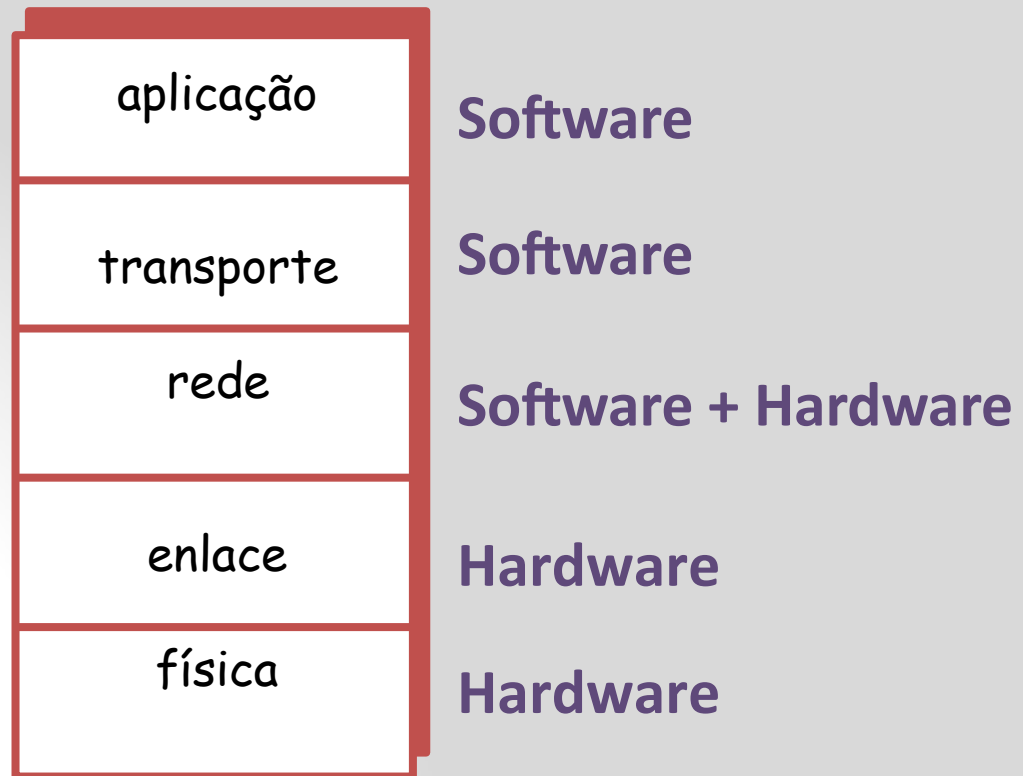 aplicação
Software
transporte
Software
rede
Software + Hardware
enlace
Hardware
física
Hardware